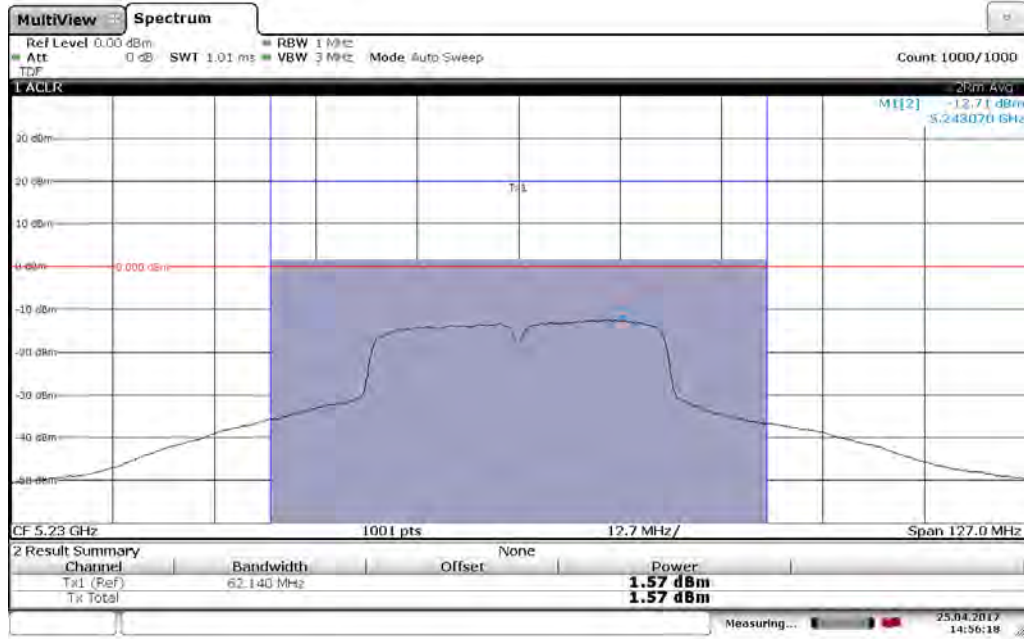 MultiView Spectrum
Ref Level 0.00 dBm RBW 1 MHz
Att 0 dB SWT 1.01 ms VBW 3 MHz Mode Auto Sweep Count 1000/1000
TDF
1 ACLR 2Rm Avg
M1[2] -12.71 dBm
5.243070 GHz
30 dBm
20 dBm
Tx1
10 dBm
0 dBm 0.000 dBm
-10 dBm
-20 dBm
-30 dBm
-40 dBm
-50 dBm
CF 5.23 GHz 1001 pts 12.7 MHz/ Span 127.0 MHz
2 Result Summary None
Channel Bandwidth Offset Power
Tx1 (Ref) 62.140 MHz 1.57 dBm
Tx Total 1.57 dBm
Measuring... 25.04.2017
14:56:18